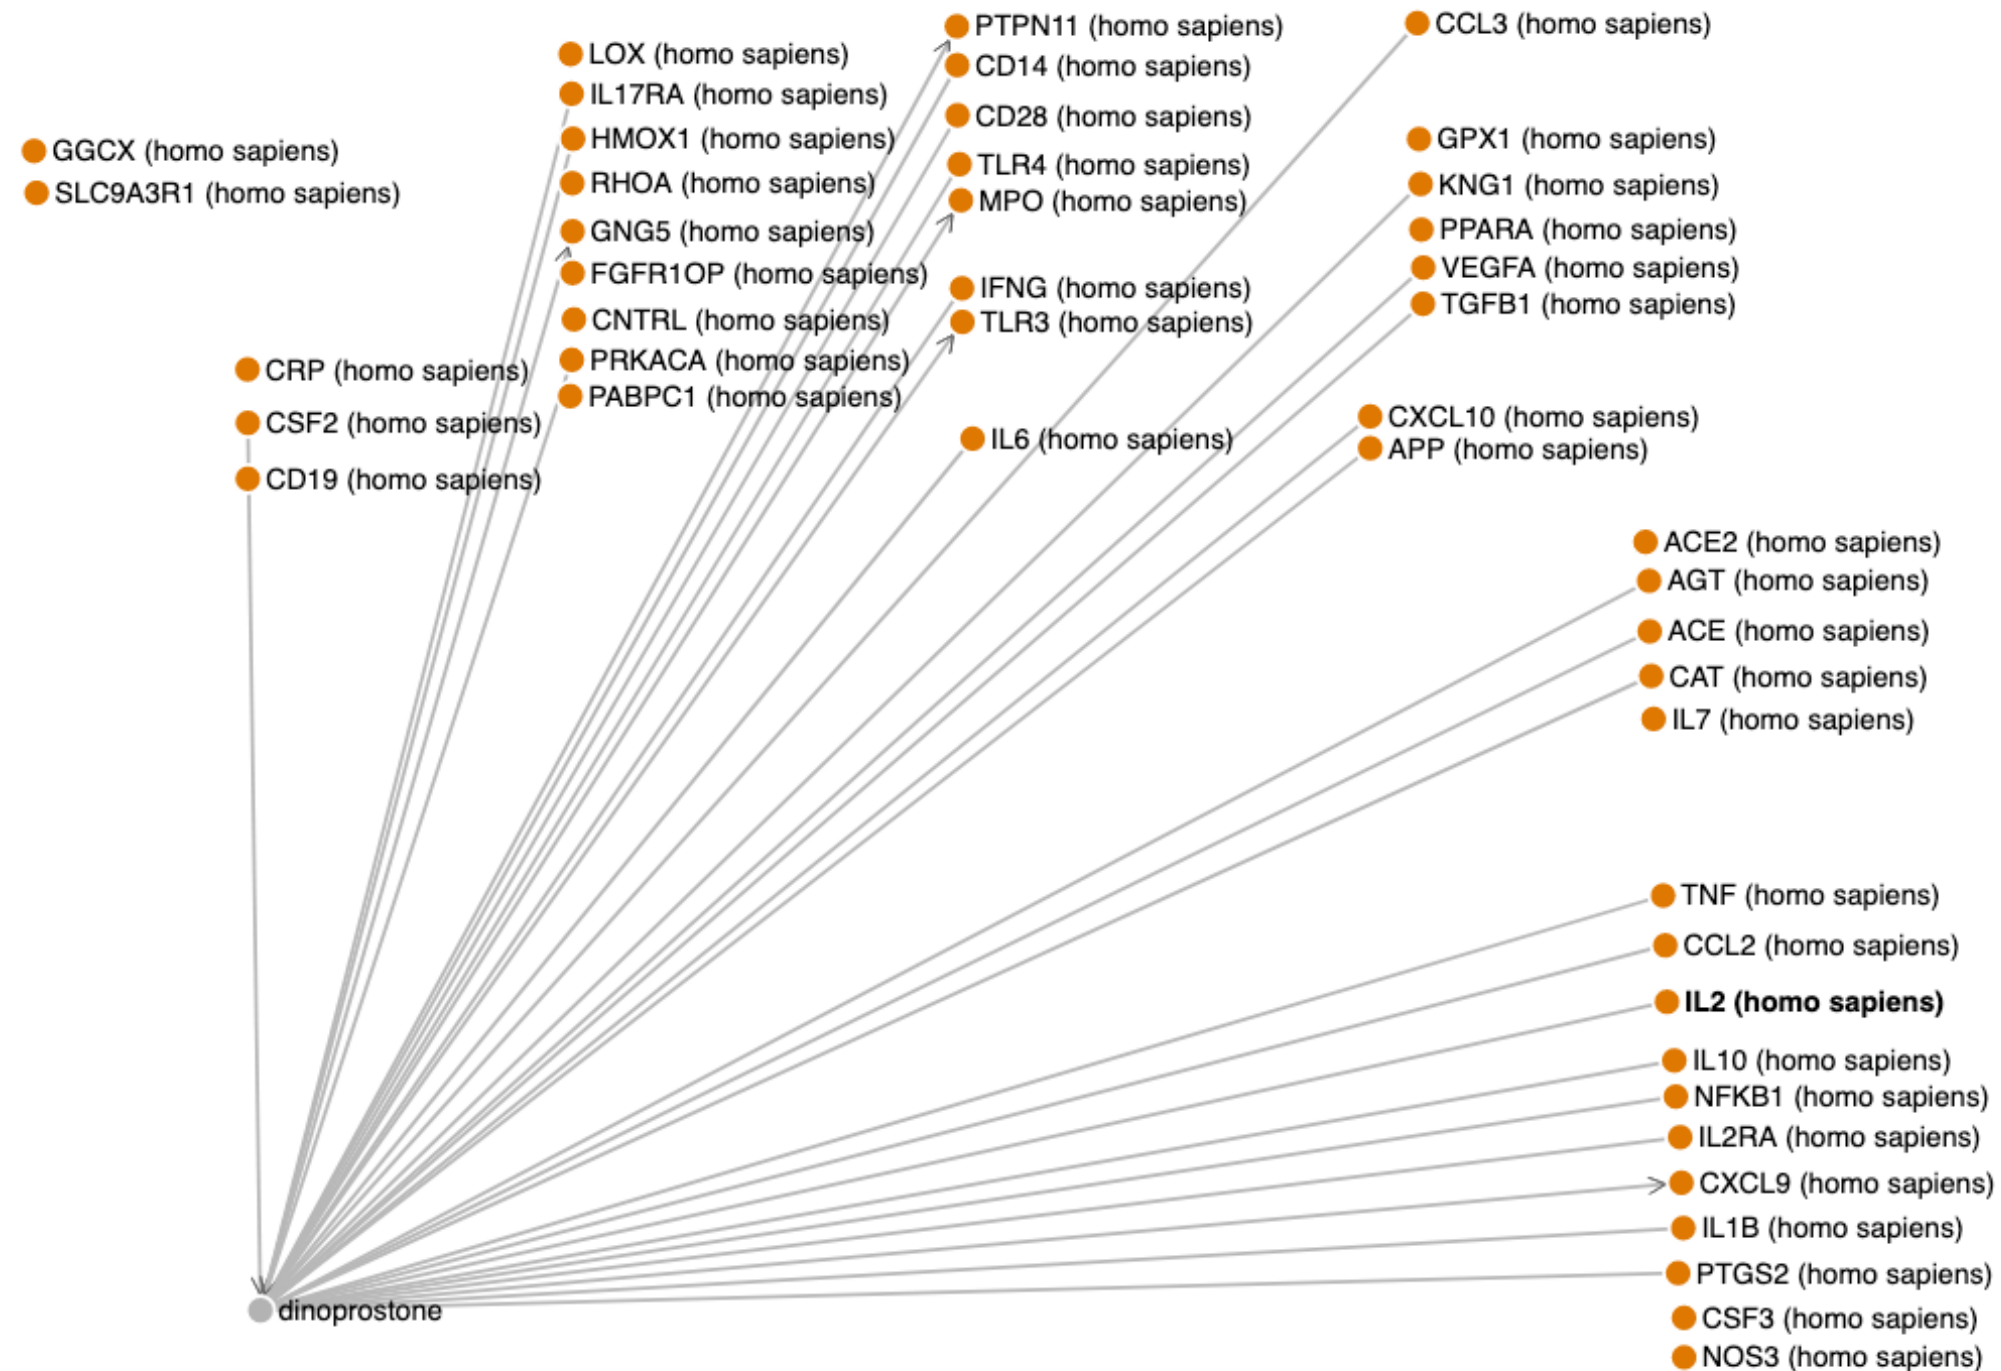 GGCX (homo sapiens)
SLC9A3R1 (homo sapiens)
CRP (homo sapiens)
CSF2 (homo sapiens)
CD19 (homo sapiens)
LOX (homo sapiens)
IL17RA (homo sapiens)
HMOX1 (homo sapiens)
RHOA (homo sapiens)
GNG5 (homo sapiens)
FGFR1OP (homo sapiens)
CNTRL (homo sapiens)
PRKACA (homo sapiens)
PABPC1 (homo sapiens)
PTPN11 (homo sapiens)
CD14 (homo sapiens)
CD28 (homo sapiens)
TLR4 (homo sapiens)
MPO (homo sapiens)
IFNG (homo sapiens)
TLR3 (homo sapiens)
IL6 (homo sapiens)
CCL3 (homo sapiens)
GPX1 (homo sapiens)
KNG1 (homo sapiens)
PPARA (homo sapiens)
VEGFA (homo sapiens)
TGFB1 (homo sapiens)
CXCL10 (homo sapiens)
APP (homo sapiens)
ACE2 (homo sapiens)
AGT (homo sapiens)
ACE (homo sapiens)
CAT (homo sapiens)
IL7 (homo sapiens)
TNF (homo sapiens)
CCL2 (homo sapiens)
IL2 (homo sapiens)
IL10 (homo sapiens)
NFKB1 (homo sapiens)
IL2RA (homo sapiens)
CXCL9 (homo sapiens)
IL1B (homo sapiens)
PTGS2 (homo sapiens)
CSF3 (homo sapiens)
NOS3 (homo sapiens)
dinoprostone